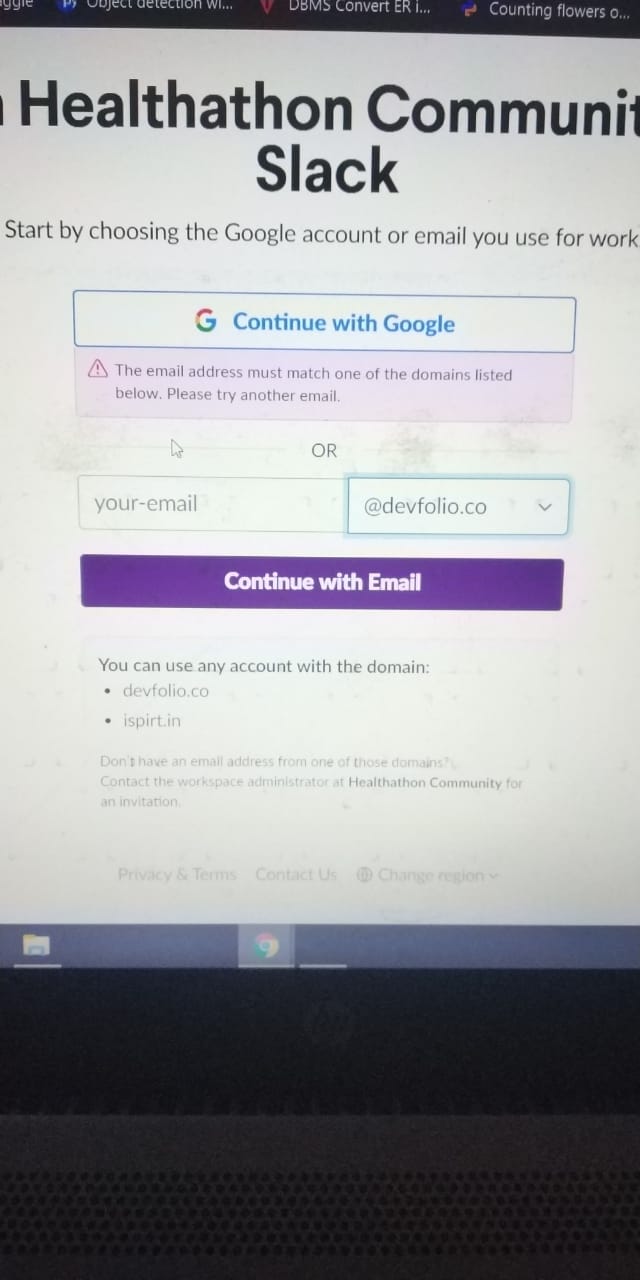 Object detection wi...
DBMS Convert ER i...
Counting flowers o...
Healthathon Communit
Slack
Start by choosing the Google account or email you use for work
Continue with Google
The email address must match one of the domains listed
below. Please try another email.
OR
your-email
@devfolio.co
Continue with Email
You can use any account with the domain:
• devfolio.co
• ispirt.in
Don't have an email address from one of those domains?
Contact the workspace administrator at Healthathon Community for
an invitation.
Privacy & Terms
Contact Us
Change region